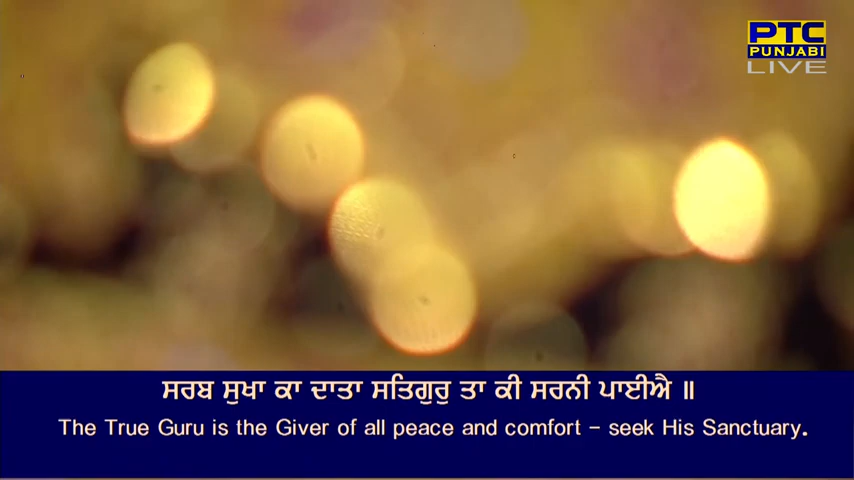 PTC
PUNJABI
LIVE
ਸਰਬ ਸੁਖਾ ਕਾ ਦਾਤਾ ਸਤਿਗੁਰੁ ਤਾ ਕੀ ਸਰਨੀ ਪਾਈਐ ॥
The True Guru is the Giver of all peace and comfort - seek His Sanctuary.